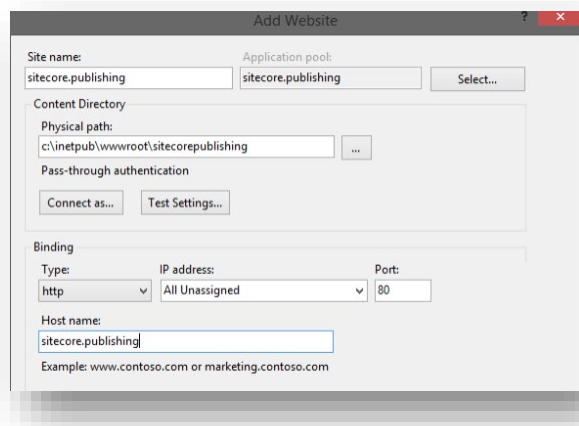 Add Website
? ×
Site name: Application pool:
sitecore.publishing sitecore.publishing Select...
Content Directory
Physical path:
c:\inetpub\wwwroot\sitecorepublishing ...
Pass-through authentication
Connect as... Test Settings...
Binding
Type: IP address: Port:
http All Unassigned 80
Host name:
sitecore.publishing
Example: www.contoso.com or marketing.contoso.com